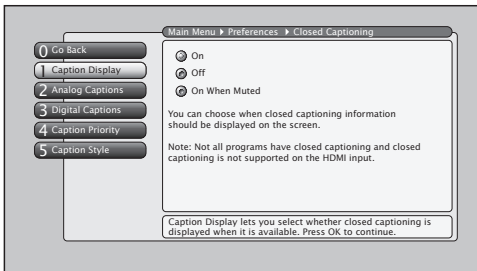 Main Menu ▶ Preferences ▶ Closed Captioning
0 Go Back
1 Caption Display
2 Analog Captions
3 Digital Captions
4 Caption Priority
5 Caption Style
On
Off
On When Muted
You can choose when closed captioning information
should be displayed on the screen.
Note: Not all programs have closed captioning and closed
captioning is not supported on the HDMI input.
Caption Display lets you select whether closed captioning is
displayed when it is available. Press OK to continue.